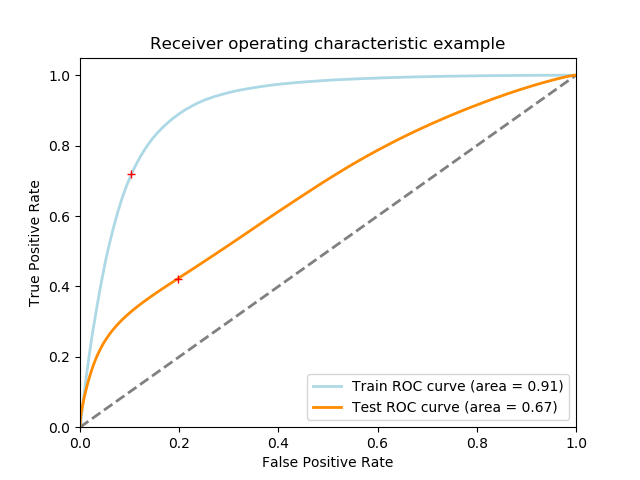 Receiver operating characteristic example
1.0
0.8
0.6
0.4
0.2
0.0
True Positive Rate
Train ROC curve (area = 0.91)
Test ROC curve (area = 0.67)
0.0 0.2 0.4 0.6 0.8 1.0
False Positive Rate